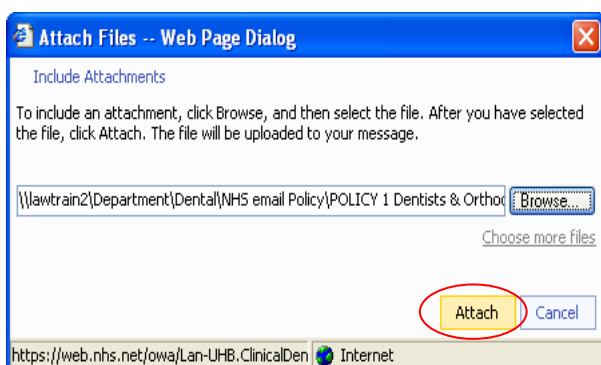 Attach Files -- Web Page Dialog
Include Attachments
To include an attachment, click Browse, and then select the file. After you have selected
the file, click Attach. The file will be uploaded to your message.
\\lawtrain2\Department\Dental\NHS email Policy\POLICY 1 Dentists & Orthod Browse...
Choose more files
Attach Cancel
https://web.nhs.net/owa/Lan-UHB.ClinicalDen Internet